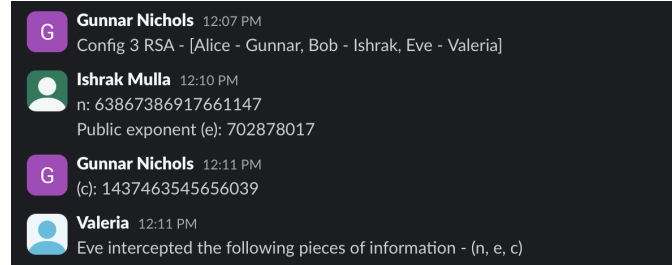 G
Gunnar Nichols 12:07 PM
Config 3 RSA - [Alice - Gunnar, Bob - Ishrak, Eve - Valeria]
Ishrak Mulla 12:10 PM
n: 63867386917661147
Public exponent (e): 702878017
G
Gunnar Nichols 12:11 PM
(c): 1437463545656039
Valeria 12:11 PM
Eve intercepted the following pieces of information - (n, e, c)